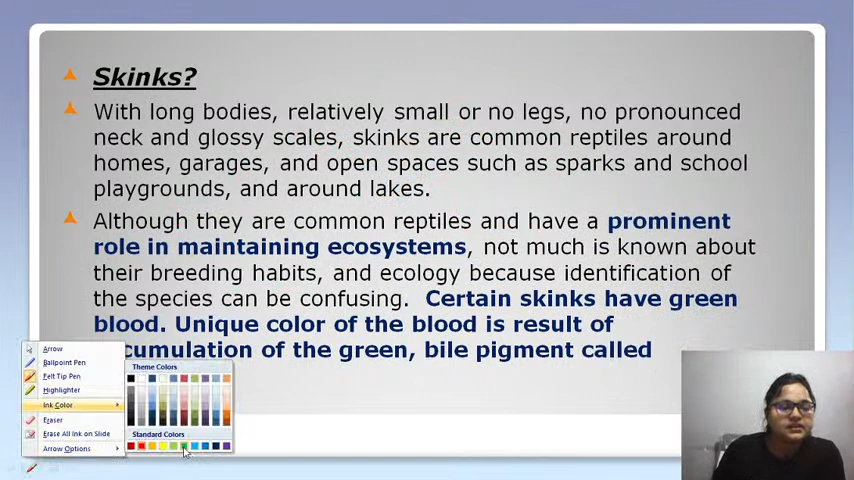 Skinks?
With long bodies, relatively small or no legs, no pronounced
neck and glossy scales, skinks are common reptiles around
homes, garages, and open spaces such as sparks and school
playgrounds, and around lakes.
Although they are common reptiles and have a prominent
role in maintaining ecosystems, not much is known about
their breeding habits, and ecology because identification of
the species can be confusing. Certain skinks have green
blood. Unique color of the blood is result of
cumulation of the green, bile pigment called
Arrow
Ballpoint Pen
Felt Tip Pen
Highlighter
Ink Color
Eraser
Erase All Ink on Slide
Arrow Options
Theme Colors
Standard Colors